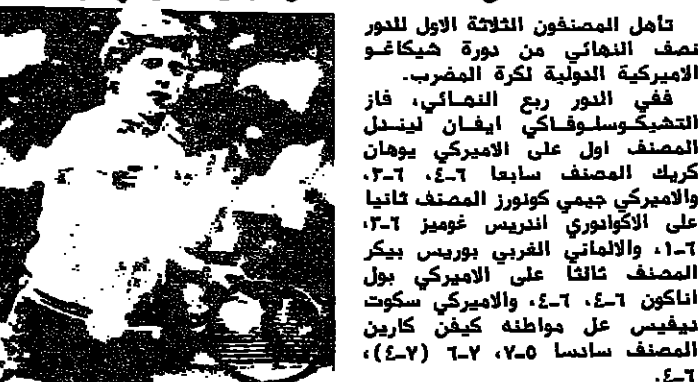 تأهل المصنفون الثلاثة الاول للدور
نصف النهائي من دورة شيكاغو
الاميركية الدولية لكرة المضرب.
ففي الدور ربع النهائي، فاز
التشيكوسلوفاكي ايفان ليندل
المصنف اول على الاميركي يوهان
كريك المصنف سابعا ٦-٤، ٦-٣،
والاميركي جيمي كونورز المصنف ثانيا
على الاكوادوري اندريس غوميز ٦-٣،
٦-١، والالماني الغربي بوريس بيكر
المصنف ثالثا على الاميركي بول
اناكون ٦-٤، ٦-٤، والاميركي سكوت
ديفيس عل مواطنه كيفن كارين
المصنف سادسا ٥-٧، ٧-٦ (٧-٤)،
٦-٤.